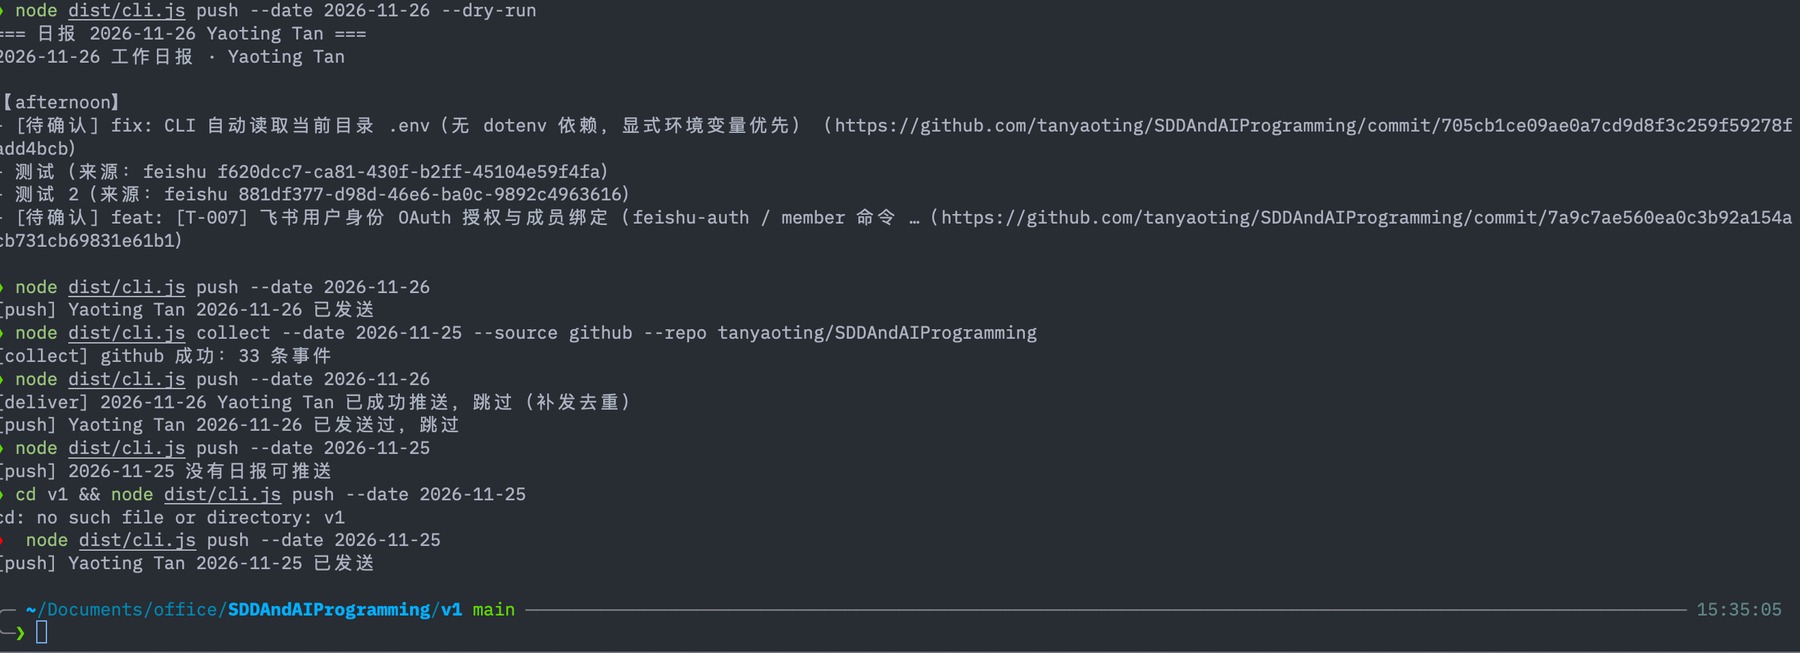 ❯ node dist/cli.js push --date 2026-11-26 --dry-run
=== 日报 2026-11-26 Yaoting Tan ===
2026-11-26 工作日报 · Yaoting Tan
【afternoon】
- [待确认] fix: CLI 自动读取当前目录 .env（无 dotenv 依赖, 显式环境变量优先）（https://github.com/tanyaoting/SDDAndAIProgramming/commit/705cb1ce09ae0a7cd9d8f3c259f59278f
add4bcb）
- 测试（来源: feishu f620dcc7-ca81-430f-b2ff-45104e59f4fa）
- 测试 2（来源: feishu 881df377-d98d-46e6-ba0c-9892c4963616）
- [待确认] feat: [T-007] 飞书用户身份 OAuth 授权与成员绑定（feishu-auth / member 命令 …（https://github.com/tanyaoting/SDDAndAIProgramming/commit/7a9c7ae560ea0c3b92a154a
cb731cb69831e61b1）
❯ node dist/cli.js push --date 2026-11-26
[push] Yaoting Tan 2026-11-26 已发送
❯ node dist/cli.js collect --date 2026-11-25 --source github --repo tanyaoting/SDDAndAIProgramming
[collect] github 成功: 33 条事件
❯ node dist/cli.js push --date 2026-11-26
[deliver] 2026-11-26 Yaoting Tan 已成功推送, 跳过（补发去重）
[push] Yaoting Tan 2026-11-26 已发送过, 跳过
❯ node dist/cli.js push --date 2026-11-25
[push] 2026-11-25 没有日报可推送
❯ cd v1 && node dist/cli.js push --date 2026-11-25
cd: no such file or directory: v1
❯ node dist/cli.js push --date 2026-11-25
[push] Yaoting Tan 2026-11-25 已发送
~/Documents/office/SDDAndAIProgramming/v1 main 15:35:05
❯